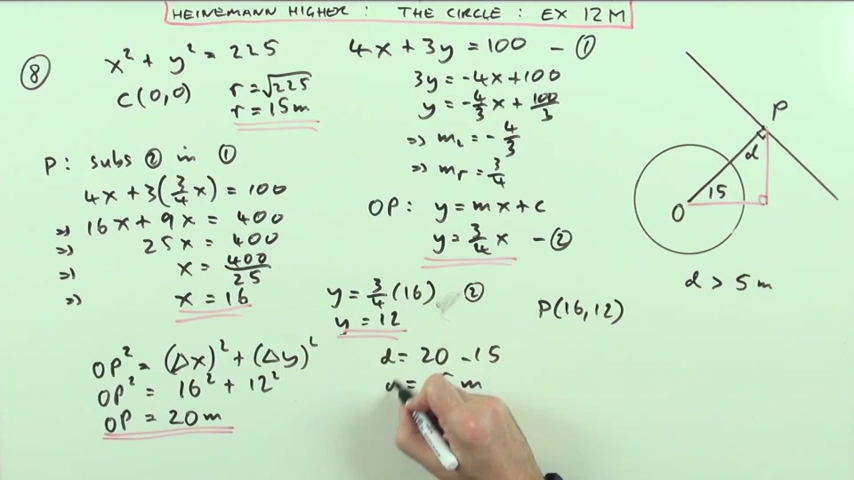 HEINEMANN HIGHER : THE CIRCLE : EX 12M
8
x² + y² = 225
C(0,0) r = √225
r = 15m
P: subs ② in ①
4x + 3(3/4 x) = 100
=> 16x + 9x = 400
=> 25x = 400
=> x = 400/25
=> x = 16
OP² = (Δx)² + (Δy)²
OP² = 16² + 12²
OP = 20m
4x + 3y = 100 - ①
3y = -4x + 100
y = -4/3 x + 100/3
=> m_L = -4/3
=> m_r = 3/4
OP: y = mx + c
y = 3/4 x - ②
y = 3/4 (16) ②
y = 12
d = 20 - 15
= m
P
d
15
O
d > 5m
P(16,12)